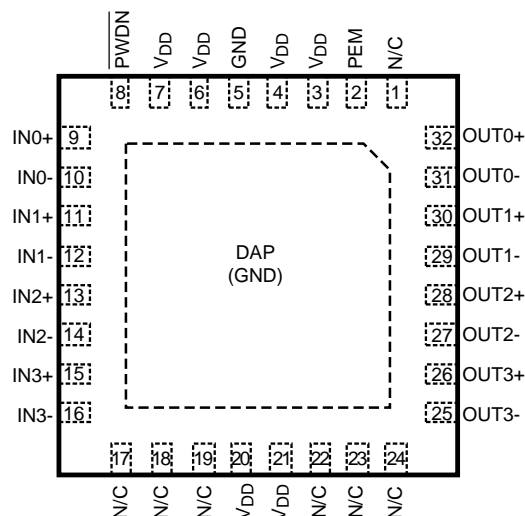 PWDN VDD VDD GND VDD VDD PEM N/C
8 7 6 5 4 3 2 1
IN0+ 9 32 OUT0+
IN0- 10 31 OUT0-
IN1+ 11 30 OUT1+
IN1- 12 29 OUT1-
DAP
(GND)
IN2+ 13 28 OUT2+
IN2- 14 27 OUT2-
IN3+ 15 26 OUT3+
IN3- 16 25 OUT3-
17 18 19 20 21 22 23 24
N/C N/C N/C VDD VDD N/C N/C N/C